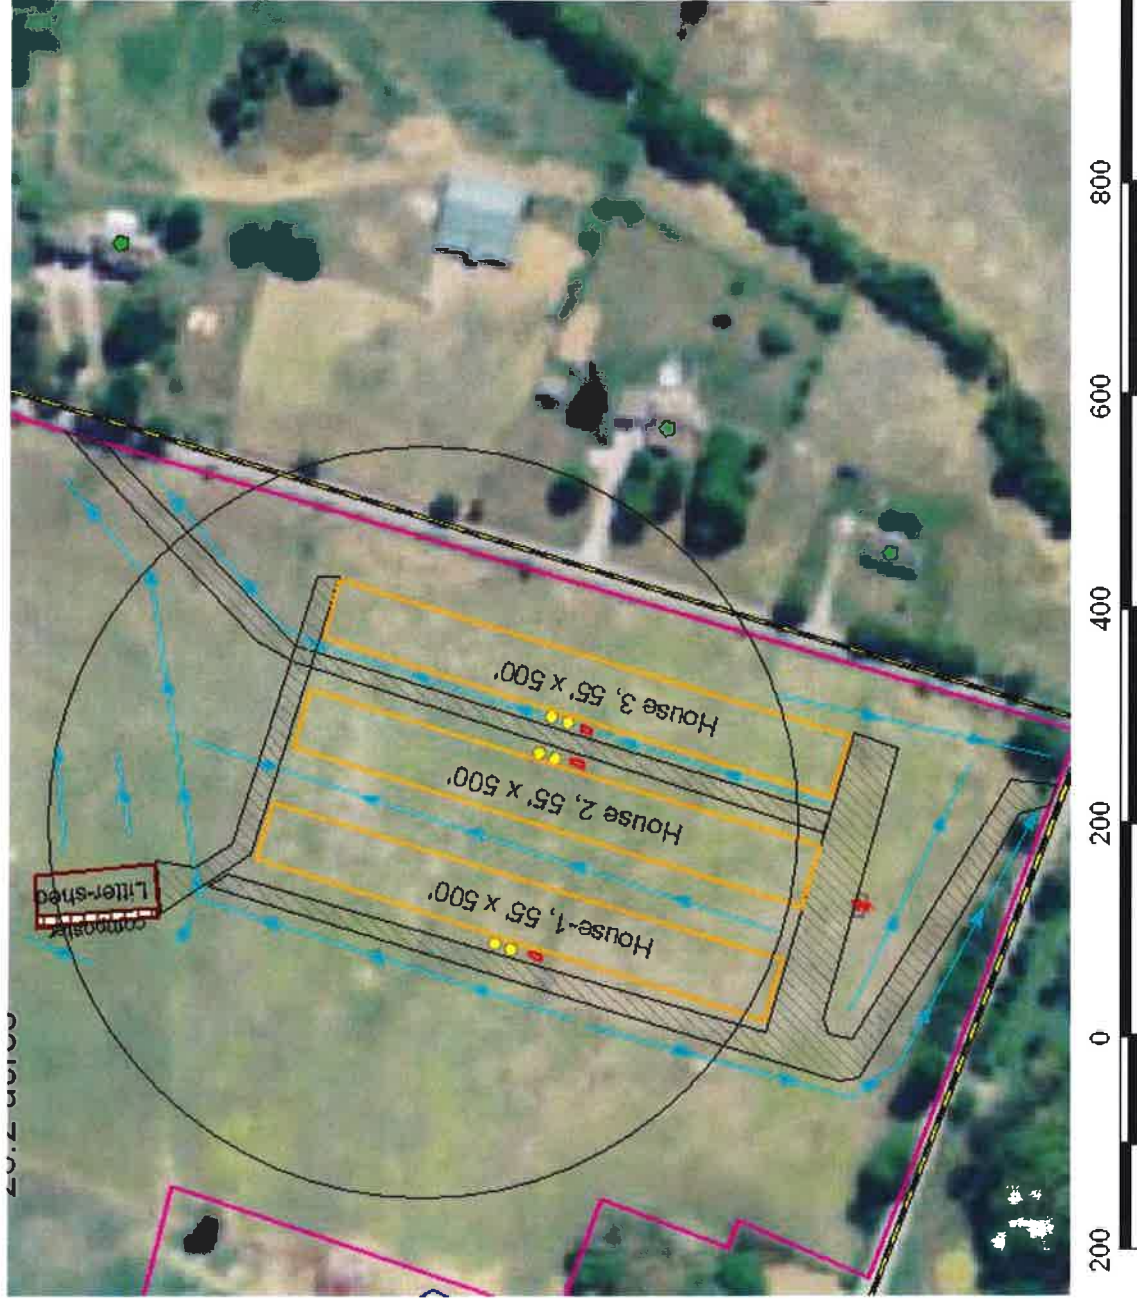 Litter-shed
composter
House-1, 55' x 500'
House 2, 55' x 500'
House 3, 55' x 500'
200
0
200
400
600
800